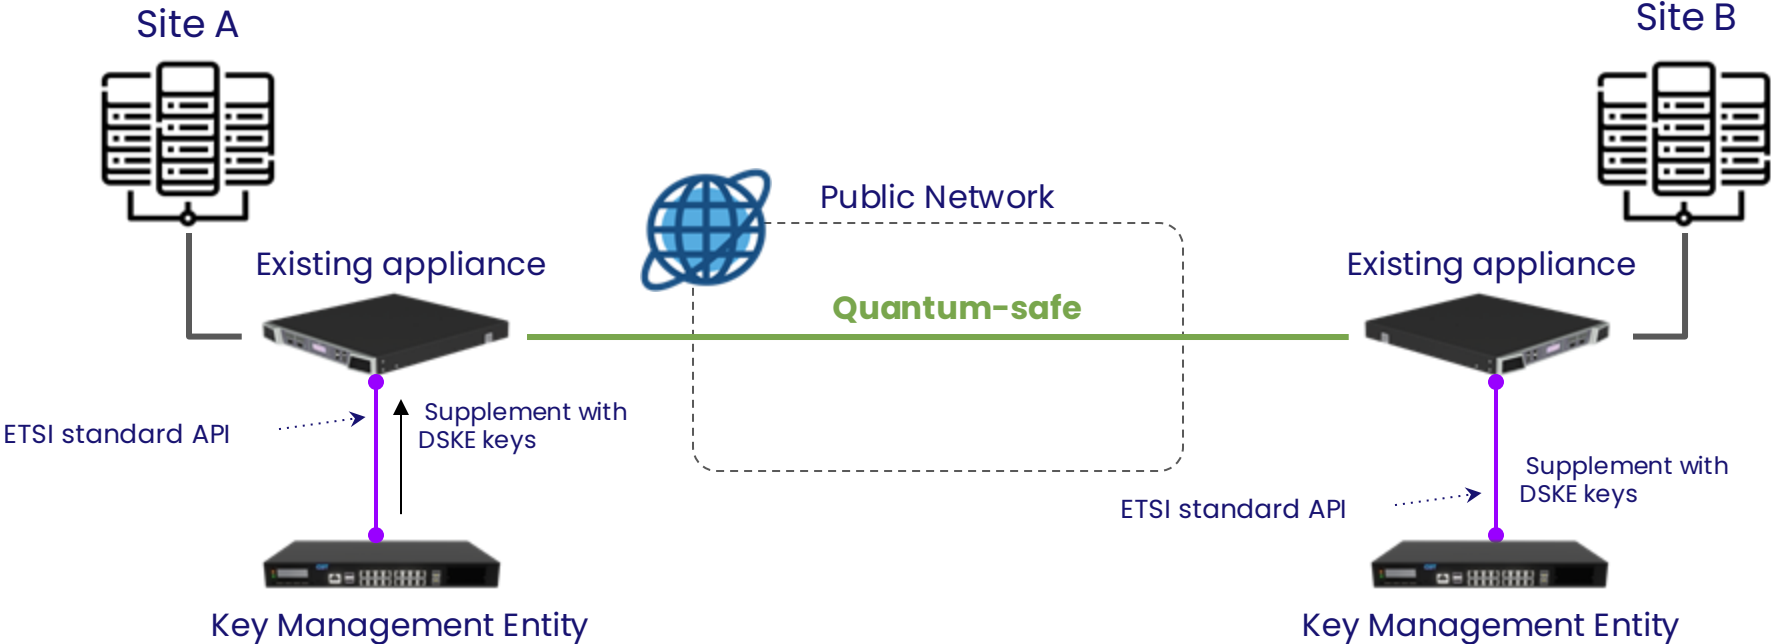 Site A
Site B
Public Network
Existing appliance
Existing appliance
Quantum-safe
Supplement with
DSKE keys
ETSI standard API
Supplement with
DSKE keys
ETSI standard API
Key Management Entity
Key Management Entity